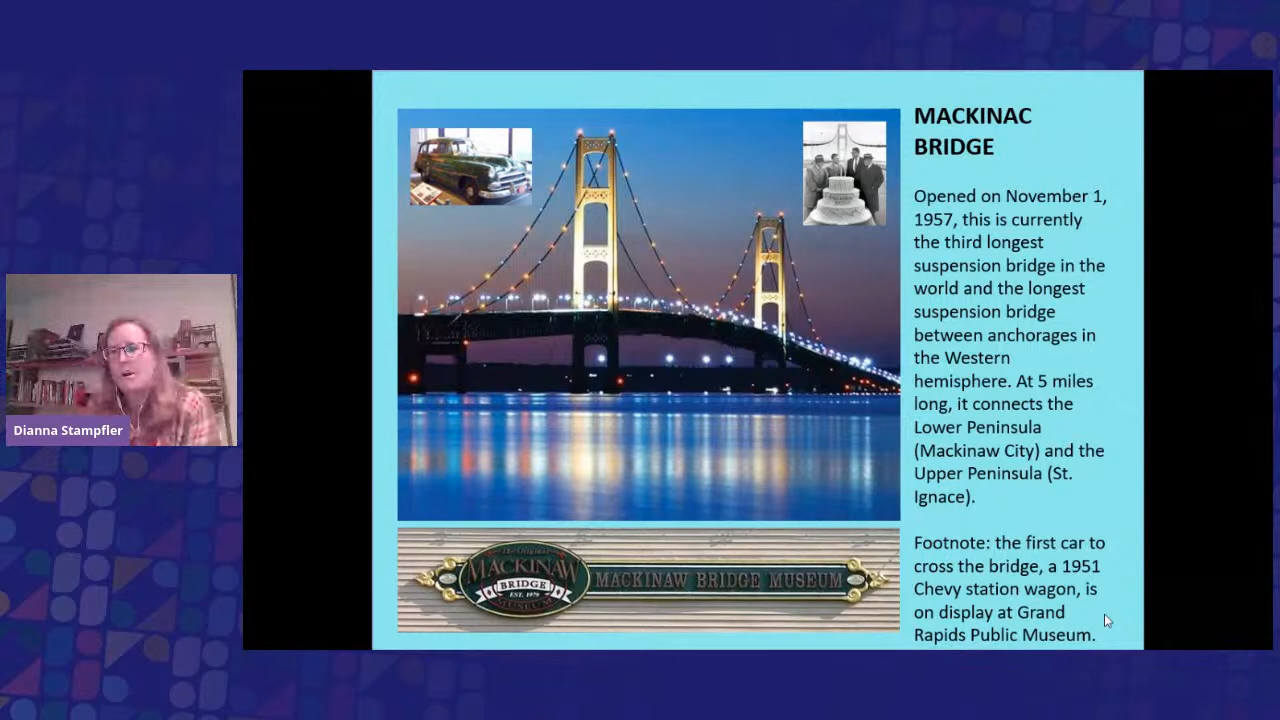 MACKINAC
BRIDGE
Opened on November 1,
1957, this is currently
the third longest
suspension bridge in the
world and the longest
suspension bridge
between anchorages in
the Western
hemisphere. At 5 miles
long, it connects the
Lower Peninsula
(Mackinaw City) and the
Upper Peninsula (St.
Ignace).
Footnote: the first car to
cross the bridge, a 1951
Chevy station wagon, is
on display at Grand
Rapids Public Museum.
Dianna Stampfler
The Original
MACKINAW
BRIDGE
EST. 1979
MUSEUM
MACKINAW BRIDGE MUSEUM